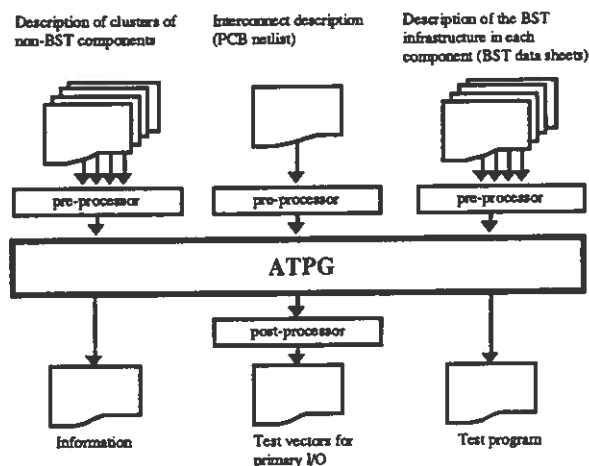 Description of clusters of
non-BST components
Interconnect description
(PCB netlist)
Description of the BST
infrastructure in each
component (BST data sheets)
pre-processor
pre-processor
pre-processor
ATPG
post-processor
Information
Test vectors for
primary I/O
Test program